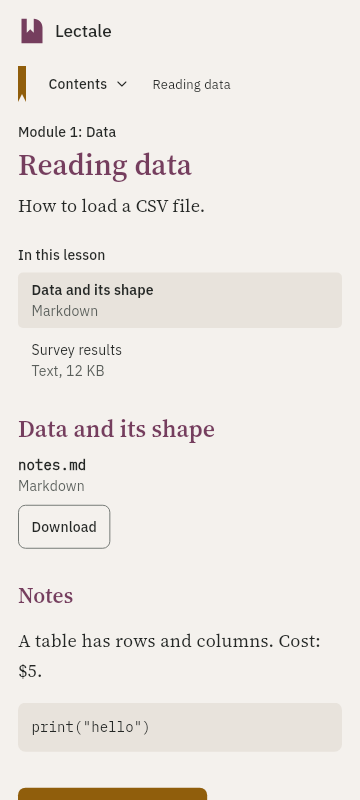 Lectale
Contents
Reading data
Module 1: Data
Reading data
How to load a CSV file.
In this lesson
Data and its shape
Markdown
Survey results
Text, 12 KB
Data and its shape
notes.md
Markdown
Download
Notes
A table has rows and columns. Cost:
$5.
print("hello")